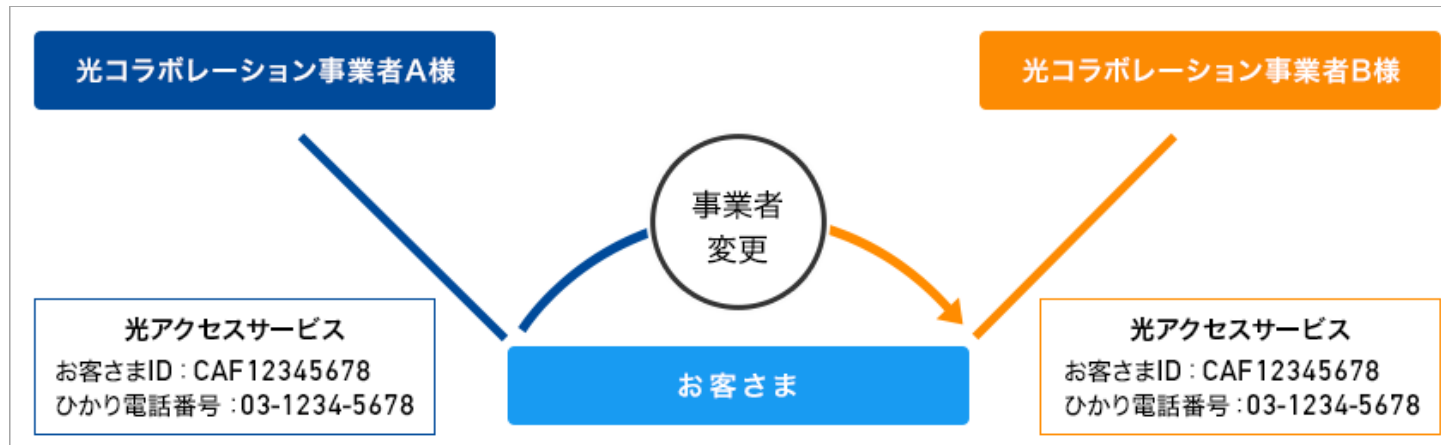 光コラボレーション事業者A様
光コラボレーション事業者B様
事業者
変更
光アクセスサービス
お客さまID：CAF12345678
ひかり電話番号：03-1234-5678
お客さま
光アクセスサービス
お客さまID：CAF12345678
ひかり電話番号：03-1234-5678